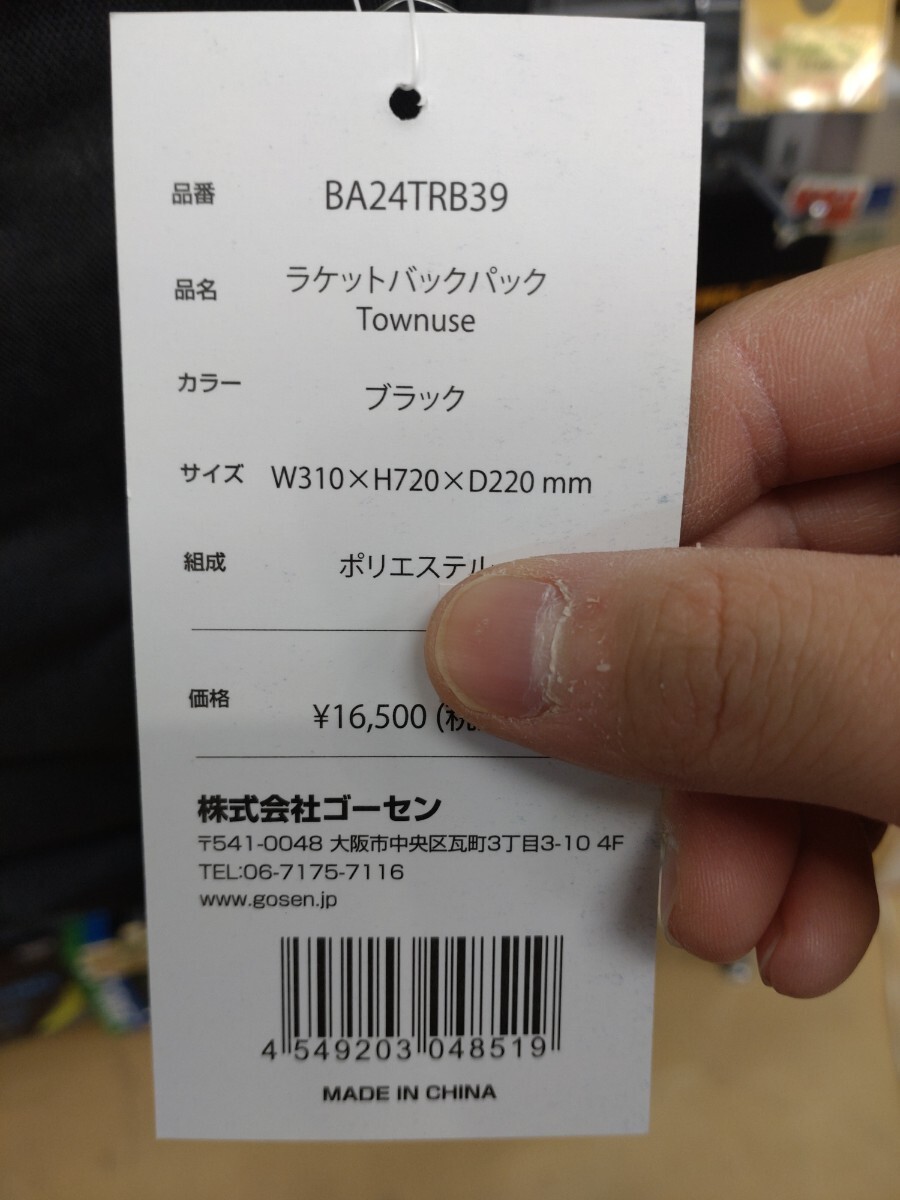 品番 BA24TRB39
品名 ラケットバックパック
Townuse
カラー ブラック
サイズ W310×H720×D220 mm
組成 ポリエステル
価格 ¥16,500 (税
株式会社ゴーセン
〒541-0048 大阪市中央区瓦町3丁目3-10 4F
TEL:06-7175-7116
www.gosen.jp
4 549203 048519
MADE IN CHINA